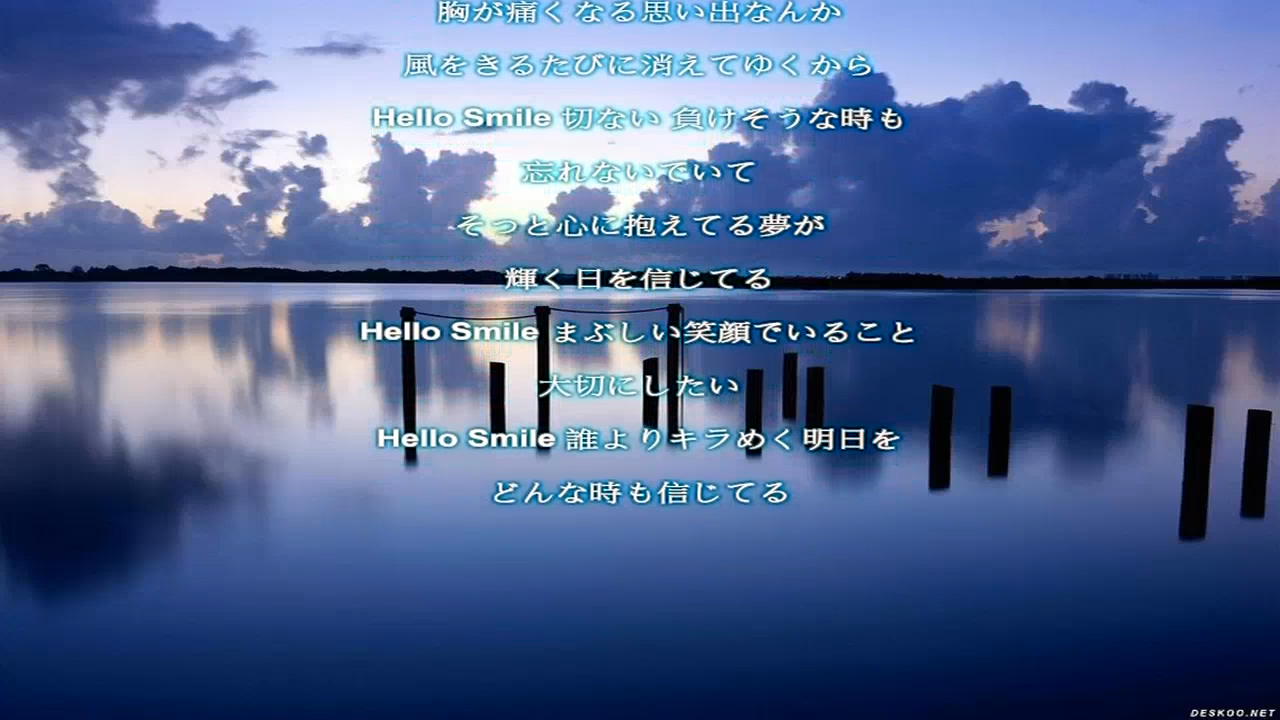 胸が痛くなる思い出なんか
風をきるたびに消えてゆくから
Hello Smile 切ない 負けそうな時も
忘れないでいて
そっと心に抱えてる夢が
輝く日を信じてる
Hello Smile まぶしい笑顔でいること
大切にしたい
Hello Smile 誰よりキラめく明日を
どんな時も信じてる
DESKOO.NET